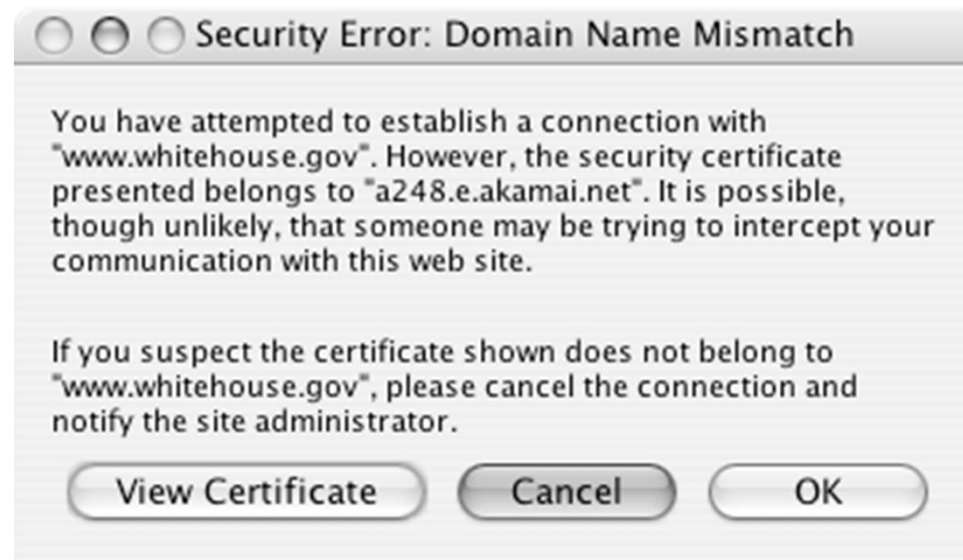 Security Error: Domain Name Mismatch
You have attempted to establish a connection with
"www.whitehouse.gov". However, the security certificate
presented belongs to "a248.e.akamai.net". It is possible,
though unlikely, that someone may be trying to intercept your
communication with this web site.
If you suspect the certificate shown does not belong to
"www.whitehouse.gov", please cancel the connection and
notify the site administrator.
View Certificate Cancel OK